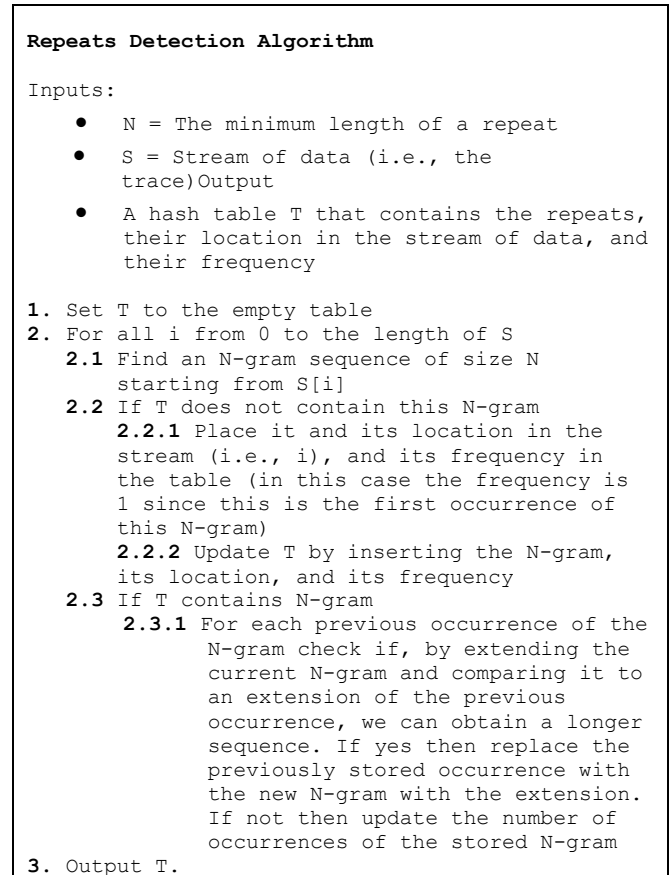 Repeats Detection Algorithm
Inputs:
● N = The minimum length of a repeat
● S = Stream of data (i.e., the
trace)Output
● A hash table T that contains the repeats,
their location in the stream of data, and
their frequency
1. Set T to the empty table
2. For all i from 0 to the length of S
2.1 Find an N-gram sequence of size N
starting from S[i]
2.2 If T does not contain this N-gram
2.2.1 Place it and its location in the
stream (i.e., i), and its frequency in
the table (in this case the frequency is
1 since this is the first occurrence of
this N-gram)
2.2.2 Update T by inserting the N-gram,
its location, and its frequency
2.3 If T contains N-gram
2.3.1 For each previous occurrence of the
N-gram check if, by extending the
current N-gram and comparing it to
an extension of the previous
occurrence, we can obtain a longer
sequence. If yes then replace the
previously stored occurrence with
the new N-gram with the extension.
If not then update the number of
occurrences of the stored N-gram
3. Output T.